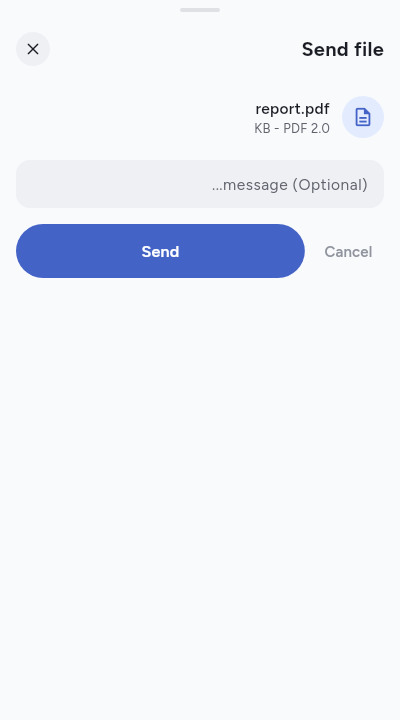 Send file
report.pdf
KB - PDF 2.0
...message (Optional)
Cancel
Send